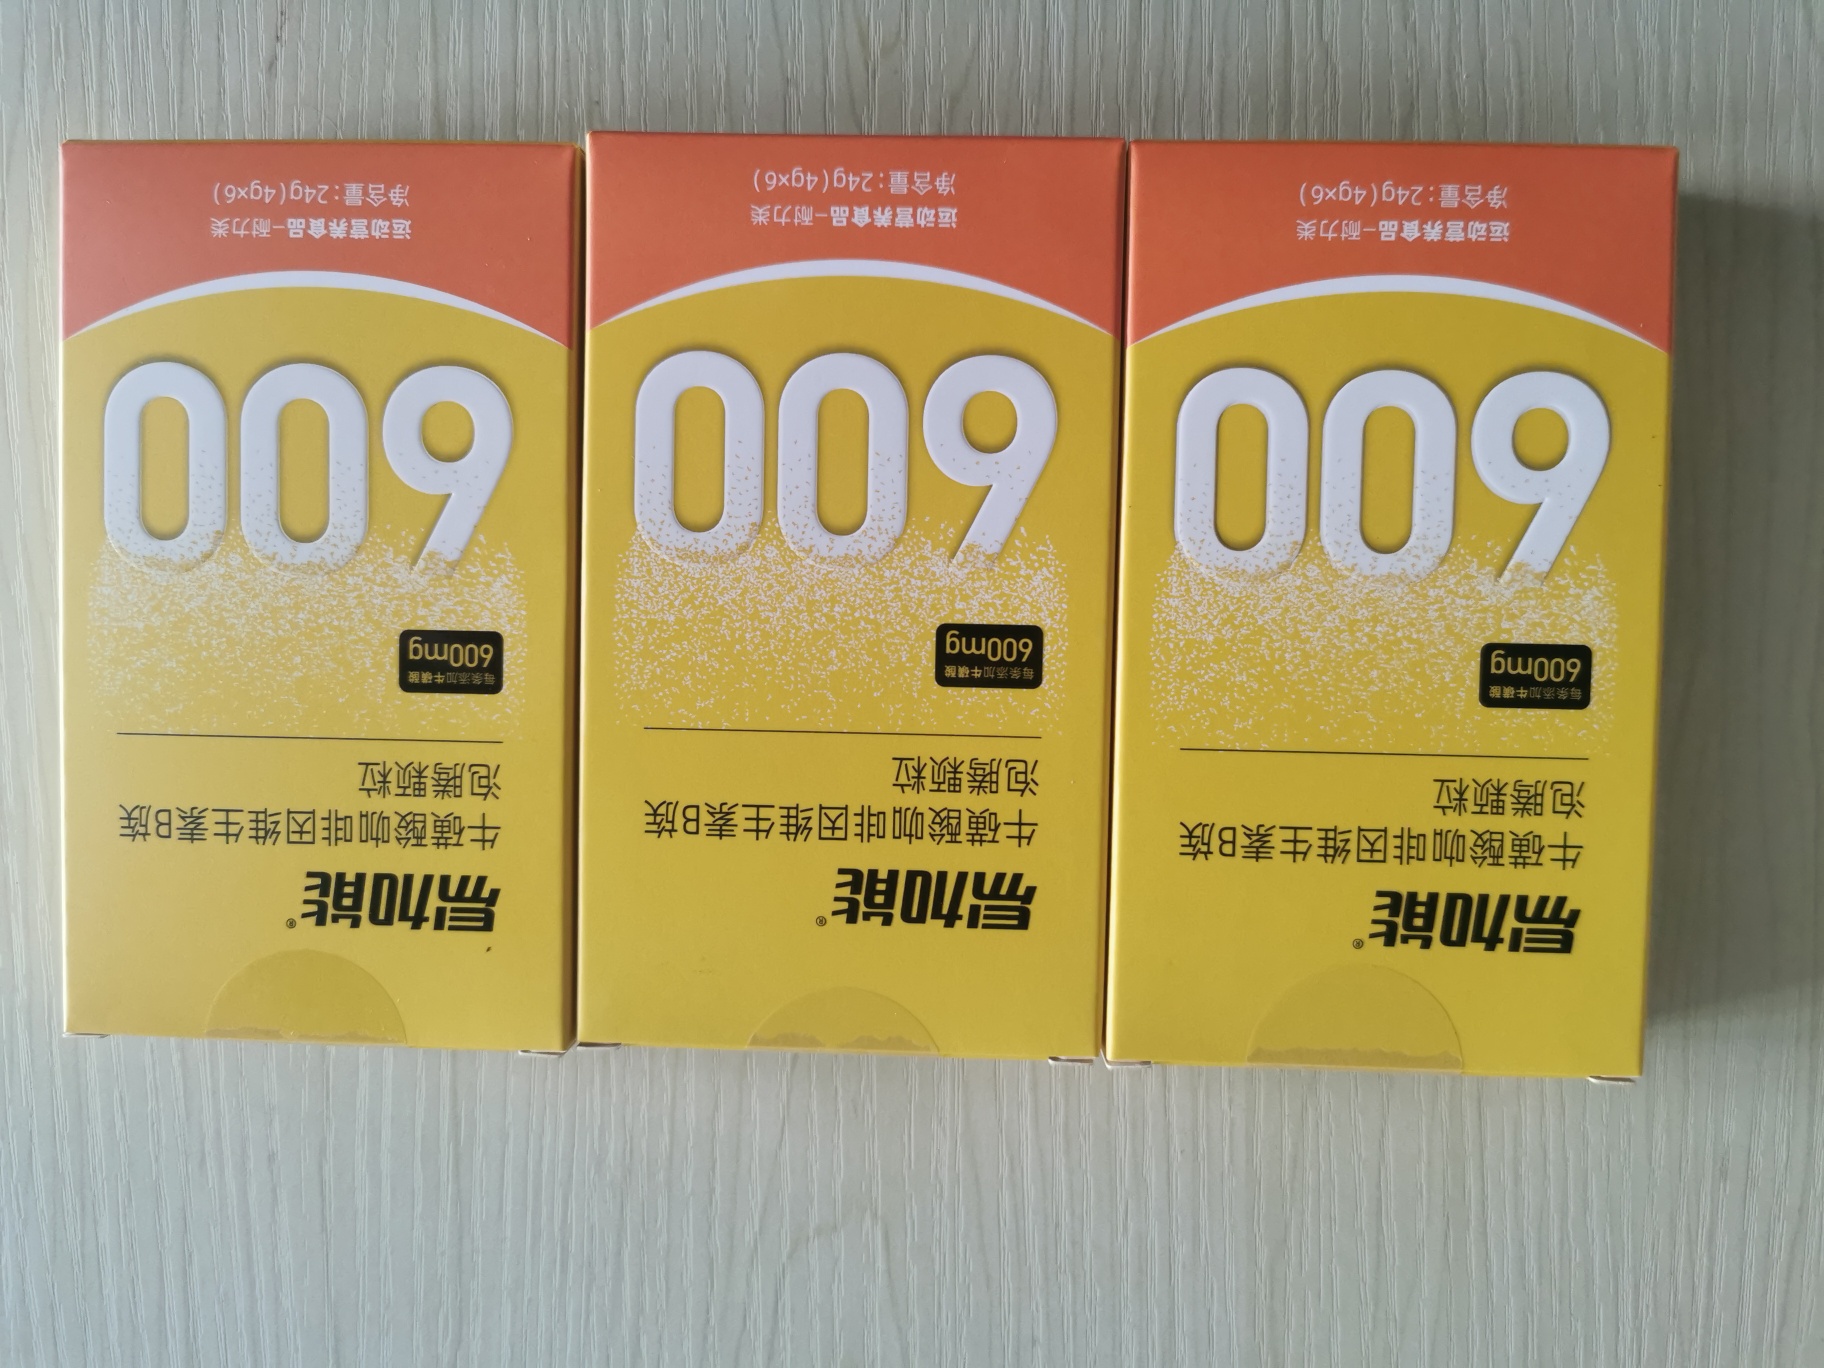 易加能®
牛磺酸咖啡因维生素B族
泡腾颗粒
每条添加牛磺酸
600mg
600
运动营养食品-耐力类
净含量:24g(4g×6)
易加能®
牛磺酸咖啡因维生素B族
泡腾颗粒
每条添加牛磺酸
600mg
600
运动营养食品-耐力类
净含量:24g(4g×6)
易加能®
牛磺酸咖啡因维生素B族
泡腾颗粒
每条添加牛磺酸
600mg
600
运动营养食品-耐力类
净含量:24g(4g×6)